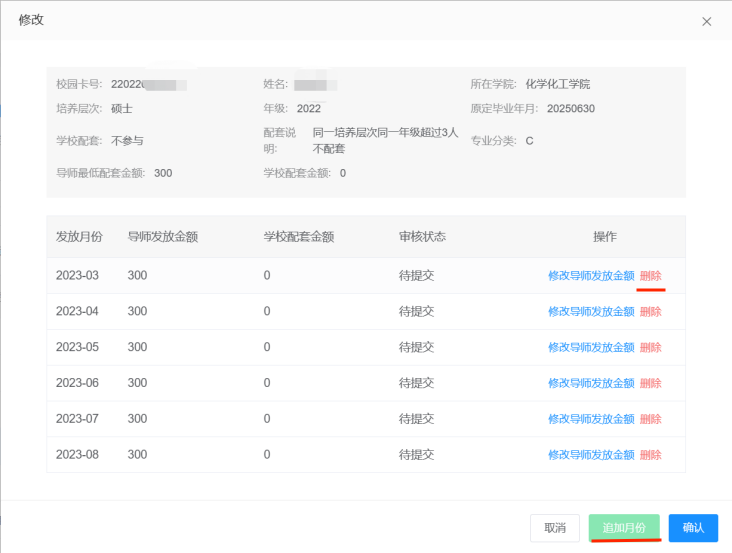 修改
校园卡号: 22022 姓名: 所在学院: 化学化工学院
培养层次: 硕士 年级: 2022 原定毕业年月: 20250630
学校配套: 不参与 配套说明: 同一培养层次同一年级超过3人不配套 专业分类: C
导师最低配套金额: 300 学校配套金额: 0
发放月份 导师发放金额 学校配套金额 审核状态 操作
2023-03 300 0 待提交 修改导师发放金额 删除
2023-04 300 0 待提交 修改导师发放金额 删除
2023-05 300 0 待提交 修改导师发放金额 删除
2023-06 300 0 待提交 修改导师发放金额 删除
2023-07 300 0 待提交 修改导师发放金额 删除
2023-08 300 0 待提交 修改导师发放金额 删除
取消 追加月份 确认